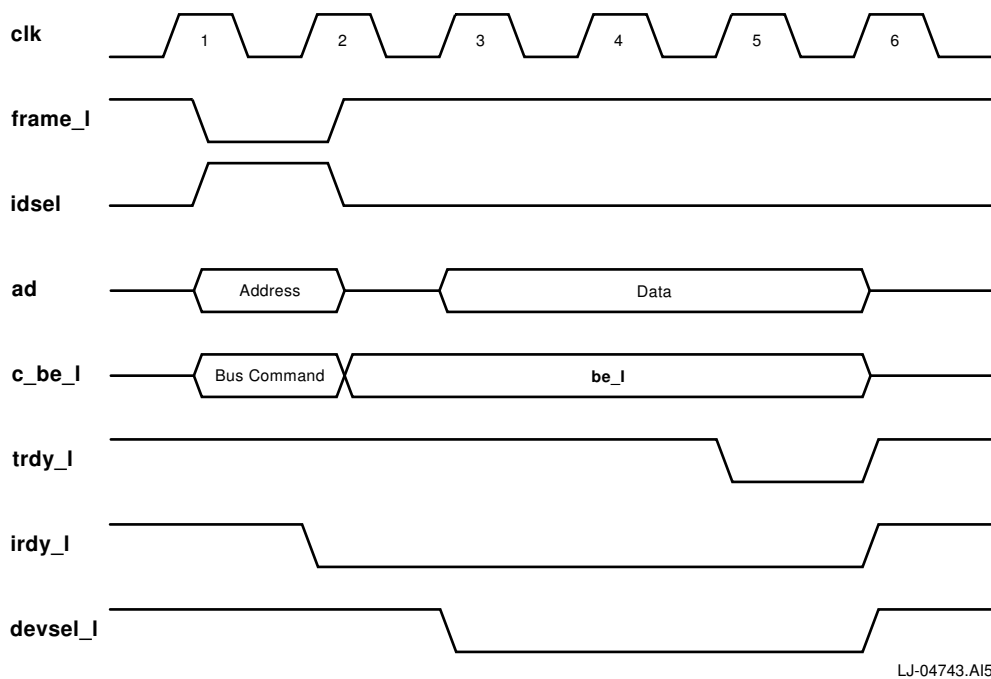 clk
1 2 3 4 5 6
frame_l
idsel
ad
Address Data
c_be_l
Bus Command be_l
trdy_l
irdy_l
devsel_l
LJ-04743.AI5